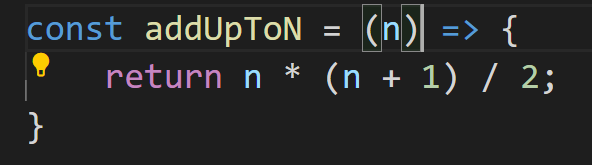 const addUpToN = (n) => {
    return n * (n + 1) / 2;
}